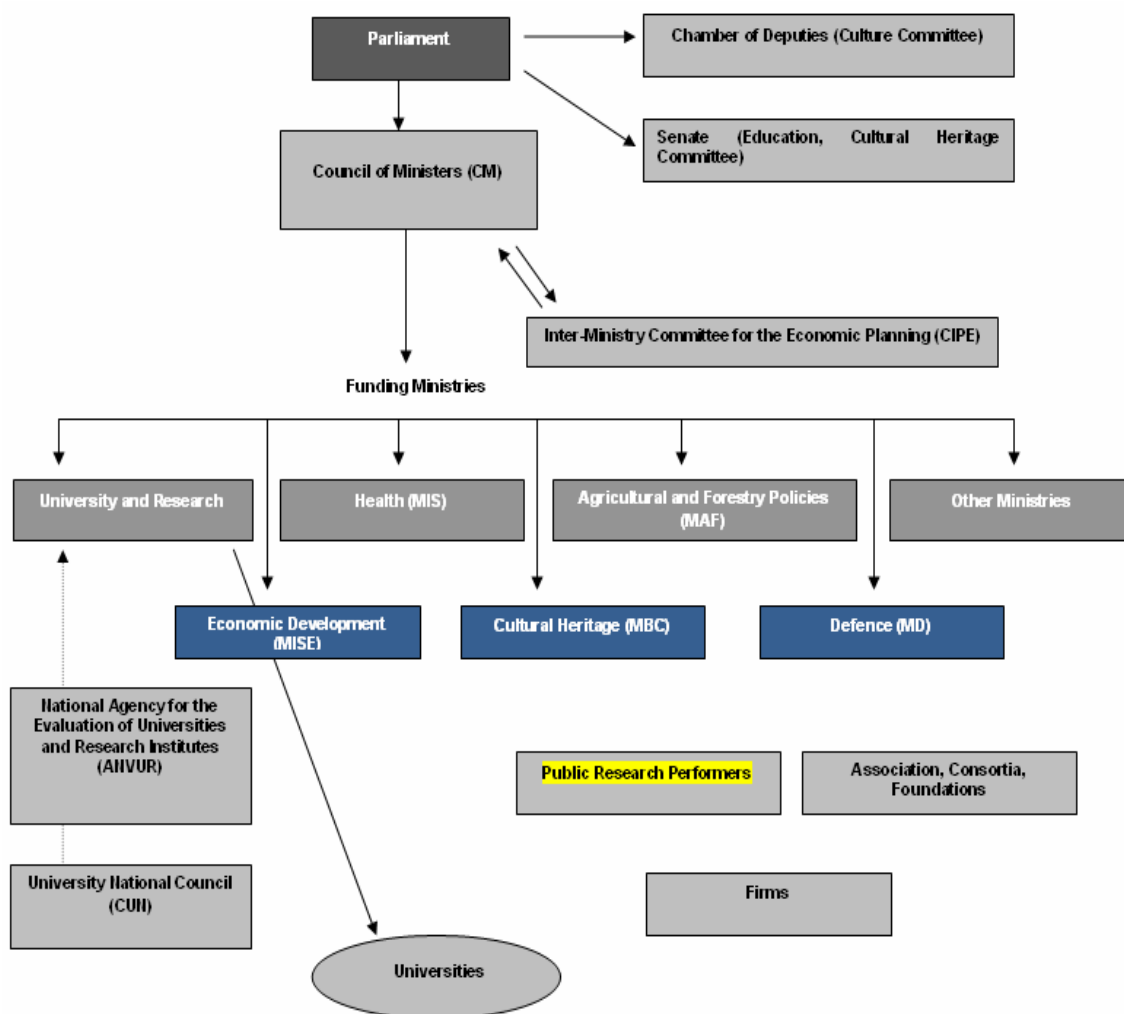 Parliament
Chamber of Deputies (Culture Committee)
Senate (Education, Cultural Heritage
Committee)
Council of Ministers (CM)
Inter-Ministry Committee for the Economic Planning (CIPE)
Funding Ministries
University and Research
Health (MIS)
Agricultural and Forestry Policies
(MAF)
Other Ministries
Economic Development
(MISE)
Cultural Heritage (MBC)
Defence (MD)
National Agency for the
Evaluation of Universities
and Research Institutes
(ANVUR)
Public Research Performers
Association, Consortia,
Foundations
University National Council
(CUN)
Firms
Universities